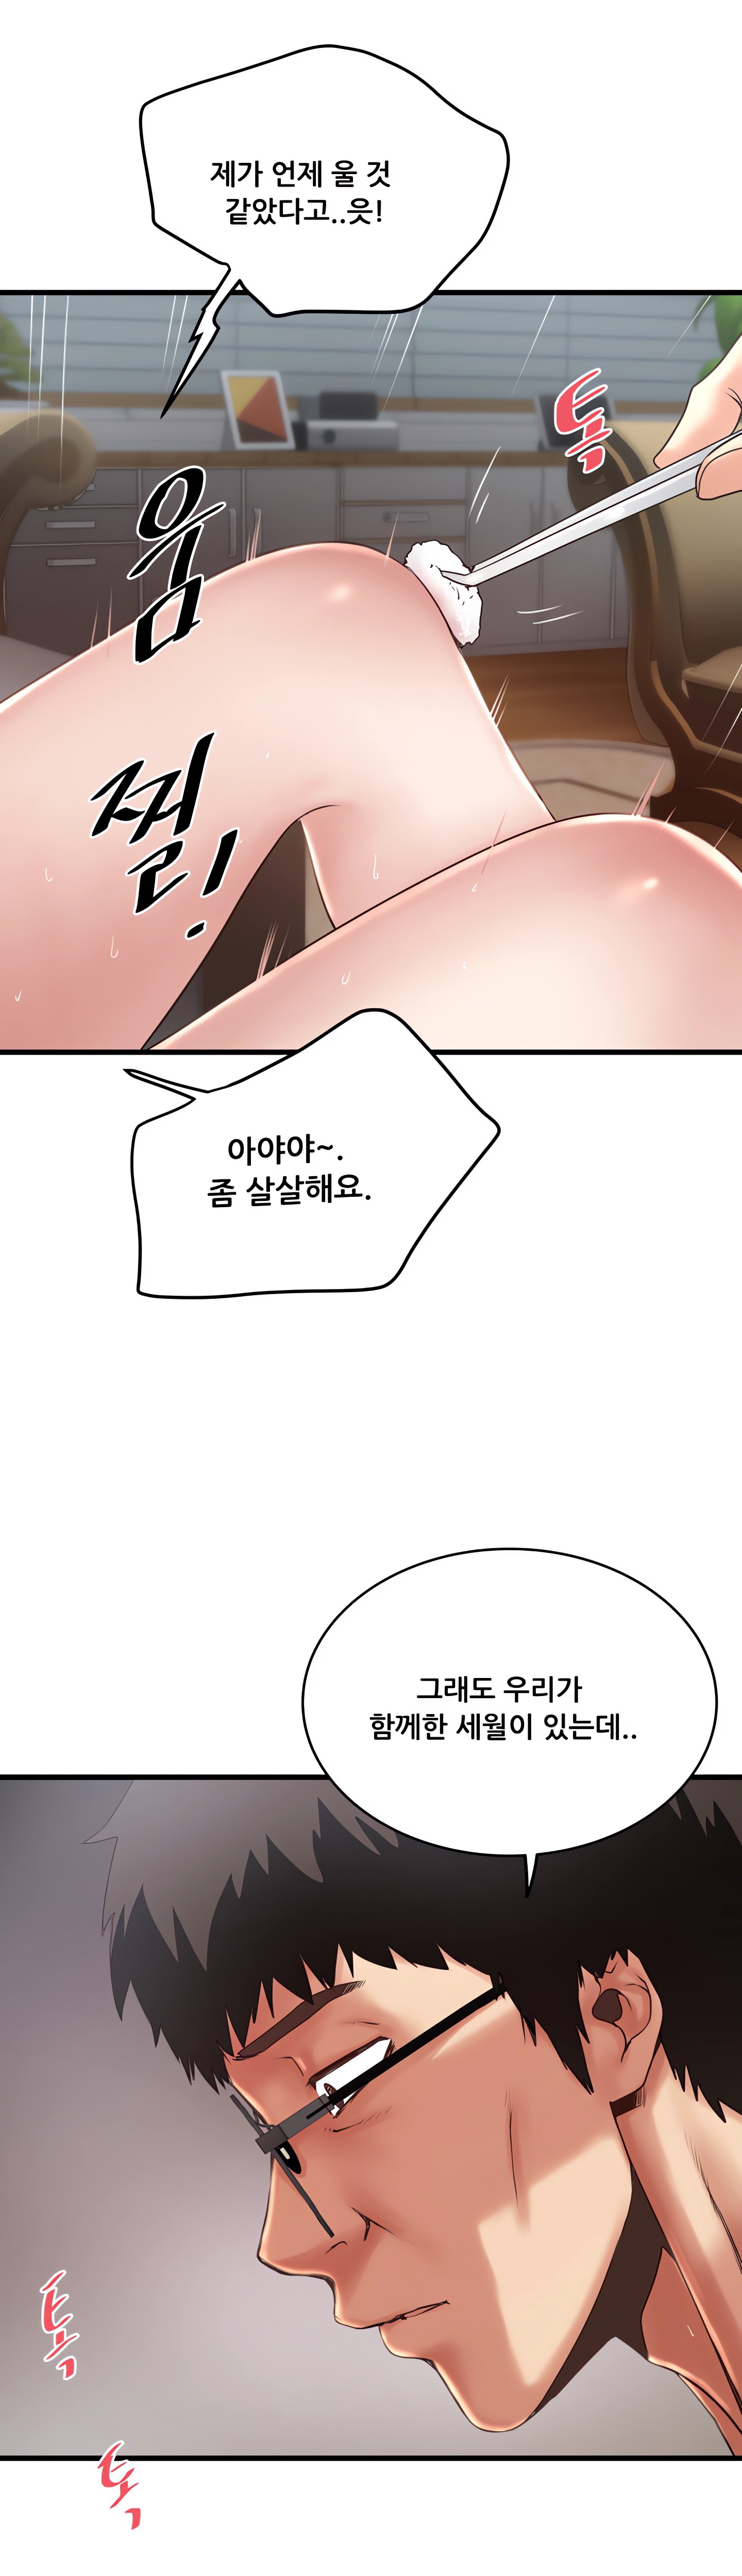 제가 언제 울 것
같았다고..읏!
톡
움
찔!
아야야~.
좀 살살해요.
그래도 우리가
함께한 세월이 있는데..
톡
톡